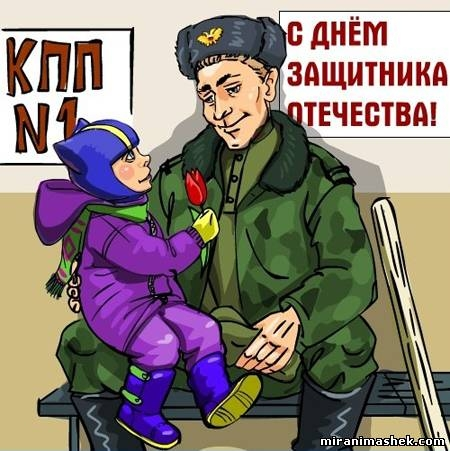 КПП
N1
С ДНЁМ
ЗАЩИТНИКА
ОТЕЧЕСТВА!
miranimashek.com